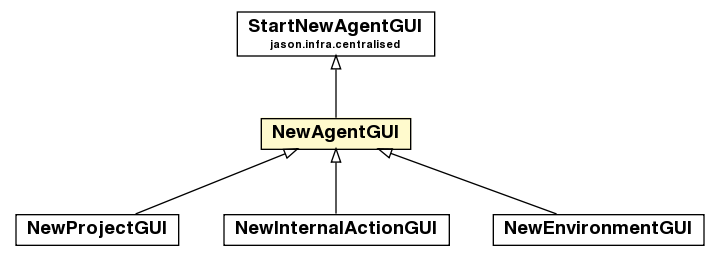 StartNewAgentGUI
jason.infra.centralised
NewAgentGUI
NewProjectGUI
NewInternalActionGUI
NewEnvironmentGUI